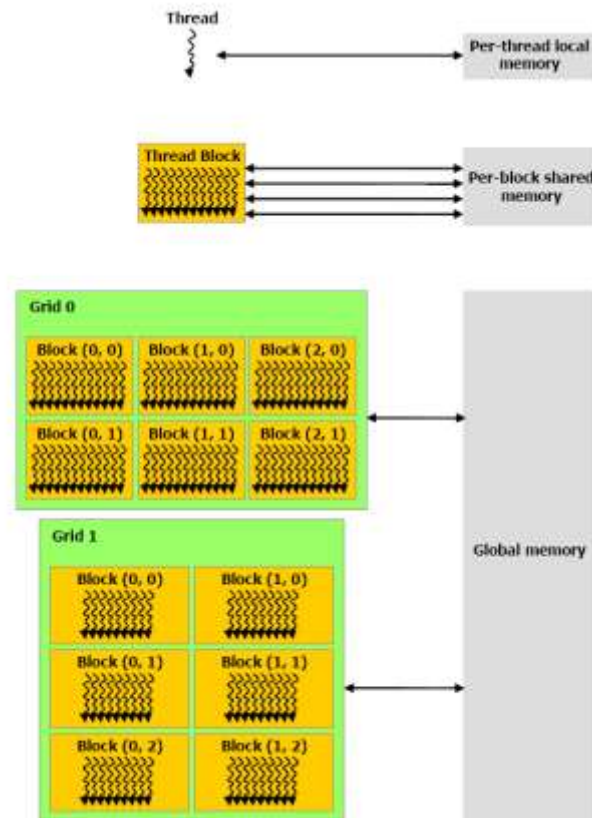 Thread
Per-thread local
memory
Thread Block
Per-block shared
memory
Grid 0
Block (0, 0)
Block (1, 0)
Block (2, 0)
Block (0, 1)
Block (1, 1)
Block (2, 1)
Grid 1
Block (0, 0)
Block (1, 0)
Block (0, 1)
Block (1, 1)
Block (0, 2)
Block (1, 2)
Global memory